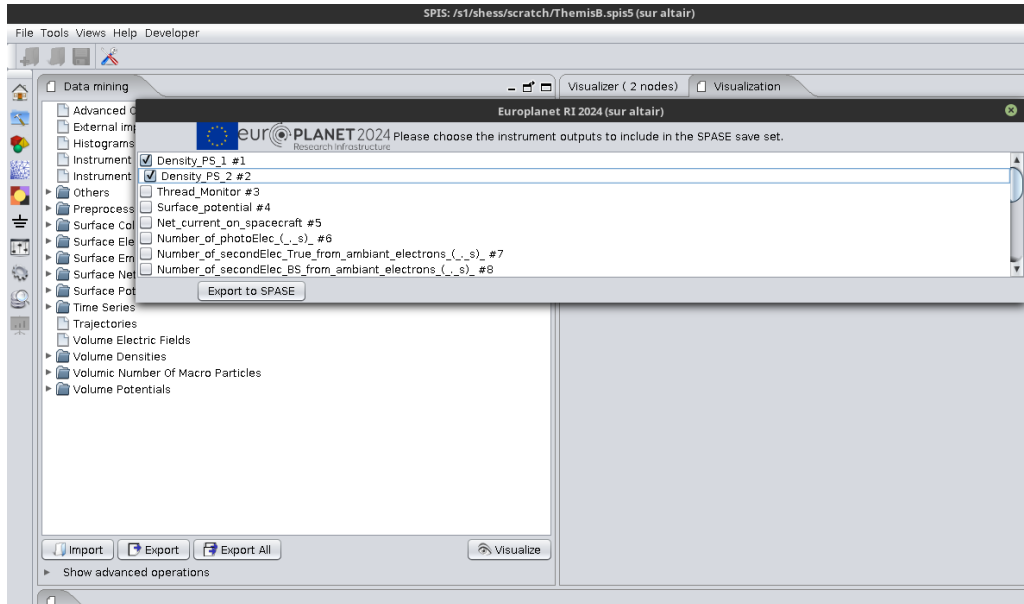 SPIS: /s1/shess/scratch/ThemisB.spis5 (sur altair)
File Tools Views Help Developer
Data mining
Visualizer ( 2 nodes)
Visualization
Europlanet RI 2024 (sur altair)
europLANET2024
Research Infrastructure
Please choose the instrument outputs to include in the SPASE save set.
Density_PS_1 #1
Density_PS_2 #2
Thread_Monitor #3
Surface_potential #4
Net_current_on_spacecraft #5
Number_of_photoElec_(_._s)_ #6
Number_of_secondElec_True_from_ambiant_electrons_(_._s)_ #7
Number_of_secondElec_BS_from_ambiant_electrons_(_._s)_ #8
Export to SPASE
Advanced
External im
Histograms
Instrument
Instrument
Others
Preprocess
Surface Col
Surface Ele
Surface Em
Surface Net
Surface Pot
Time Series
Trajectories
Volume Electric Fields
Volume Densities
Volumic Number Of Macro Particles
Volume Potentials
Import
Export
Export All
Visualize
Show advanced operations